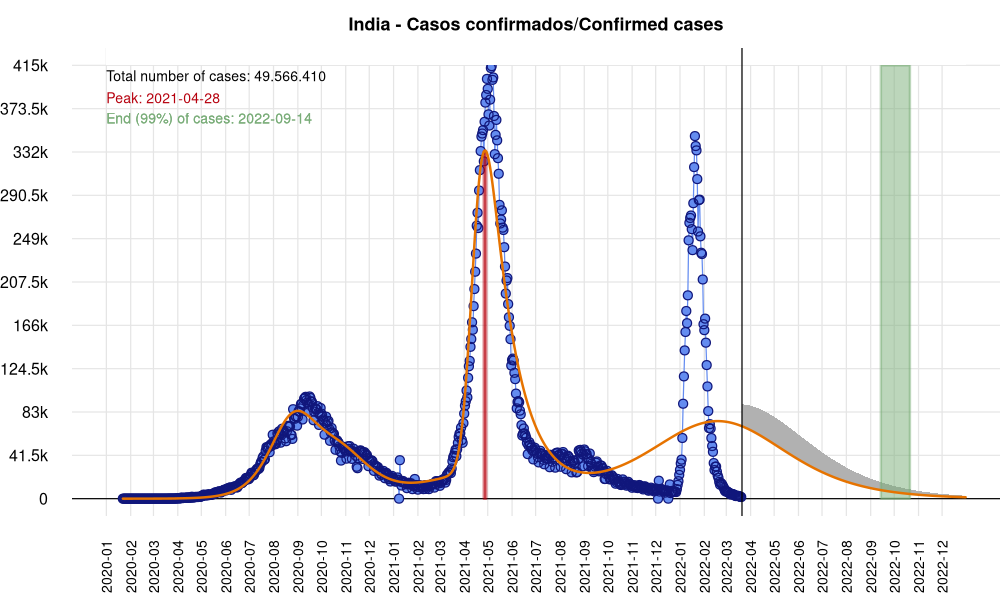 India - Casos confirmados/Confirmed cases
Total number of cases: 49.566.410
Peak: 2021-04-28
End (99%) of cases: 2022-09-14
415k
373.5k
332k
290.5k
249k
207.5k
166k
124.5k
83k
41.5k
0
2020-01
2020-02
2020-03
2020-04
2020-05
2020-06
2020-07
2020-08
2020-09
2020-10
2020-11
2020-12
2021-01
2021-02
2021-03
2021-04
2021-05
2021-06
2021-07
2021-08
2021-09
2021-10
2021-11
2021-12
2022-01
2022-02
2022-03
2022-04
2022-05
2022-06
2022-07
2022-08
2022-09
2022-10
2022-11
2022-12